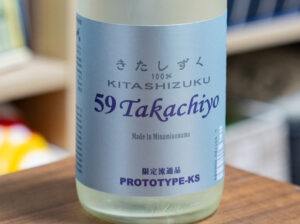 きたしずく
100%
KITASHIZUKU
59 Takachiyo
Made in Minamiuonuma
限定流通品
PROTOTYPE-KS